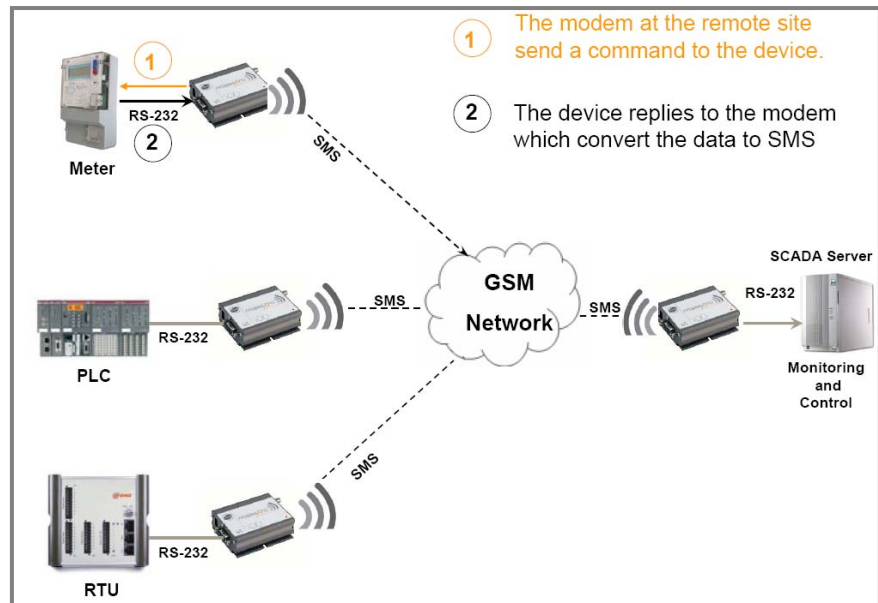 1
The modem at the remote site
send a command to the device.
2
The device replies to the modem
which convert the data to SMS
1
RS-232
2
Meter
SMS
GSM
Network
SCADA Server
RS-232
SMS
Monitoring
and
Control
SMS
RS-232
PLC
SMS
RS-232
RTU